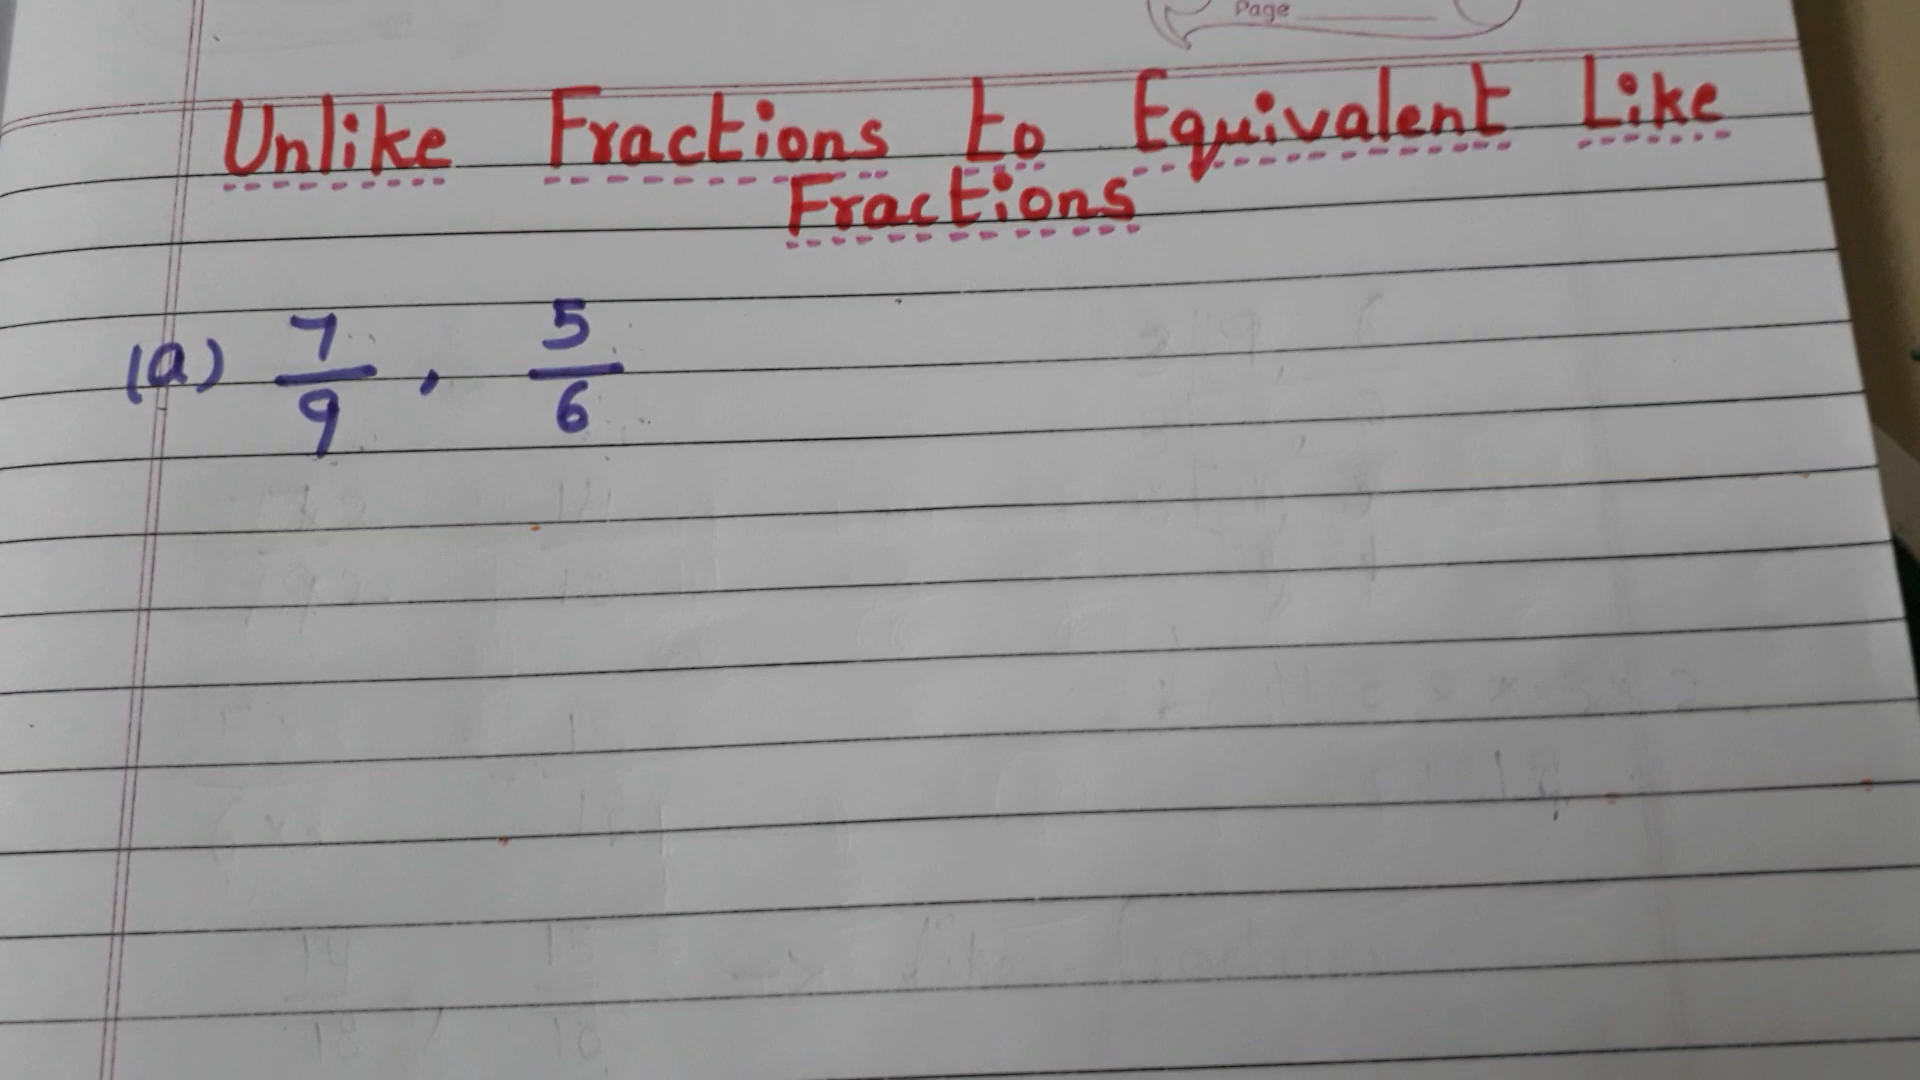 Page
Unlike Fractions to Equivalent Like
Fractions
(a) 7/9 , 5/6